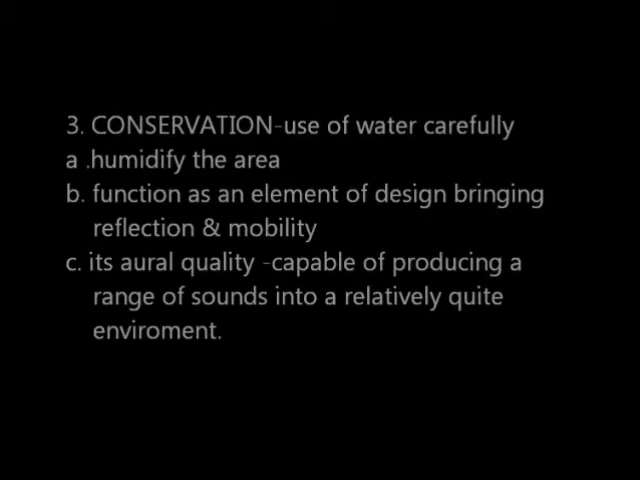 3. CONSERVATION-use of water carefully
a .humidify the area
b. function as an element of design bringing
reflection & mobility
c. its aural quality -capable of producing a
range of sounds into a relatively quite
enviroment.